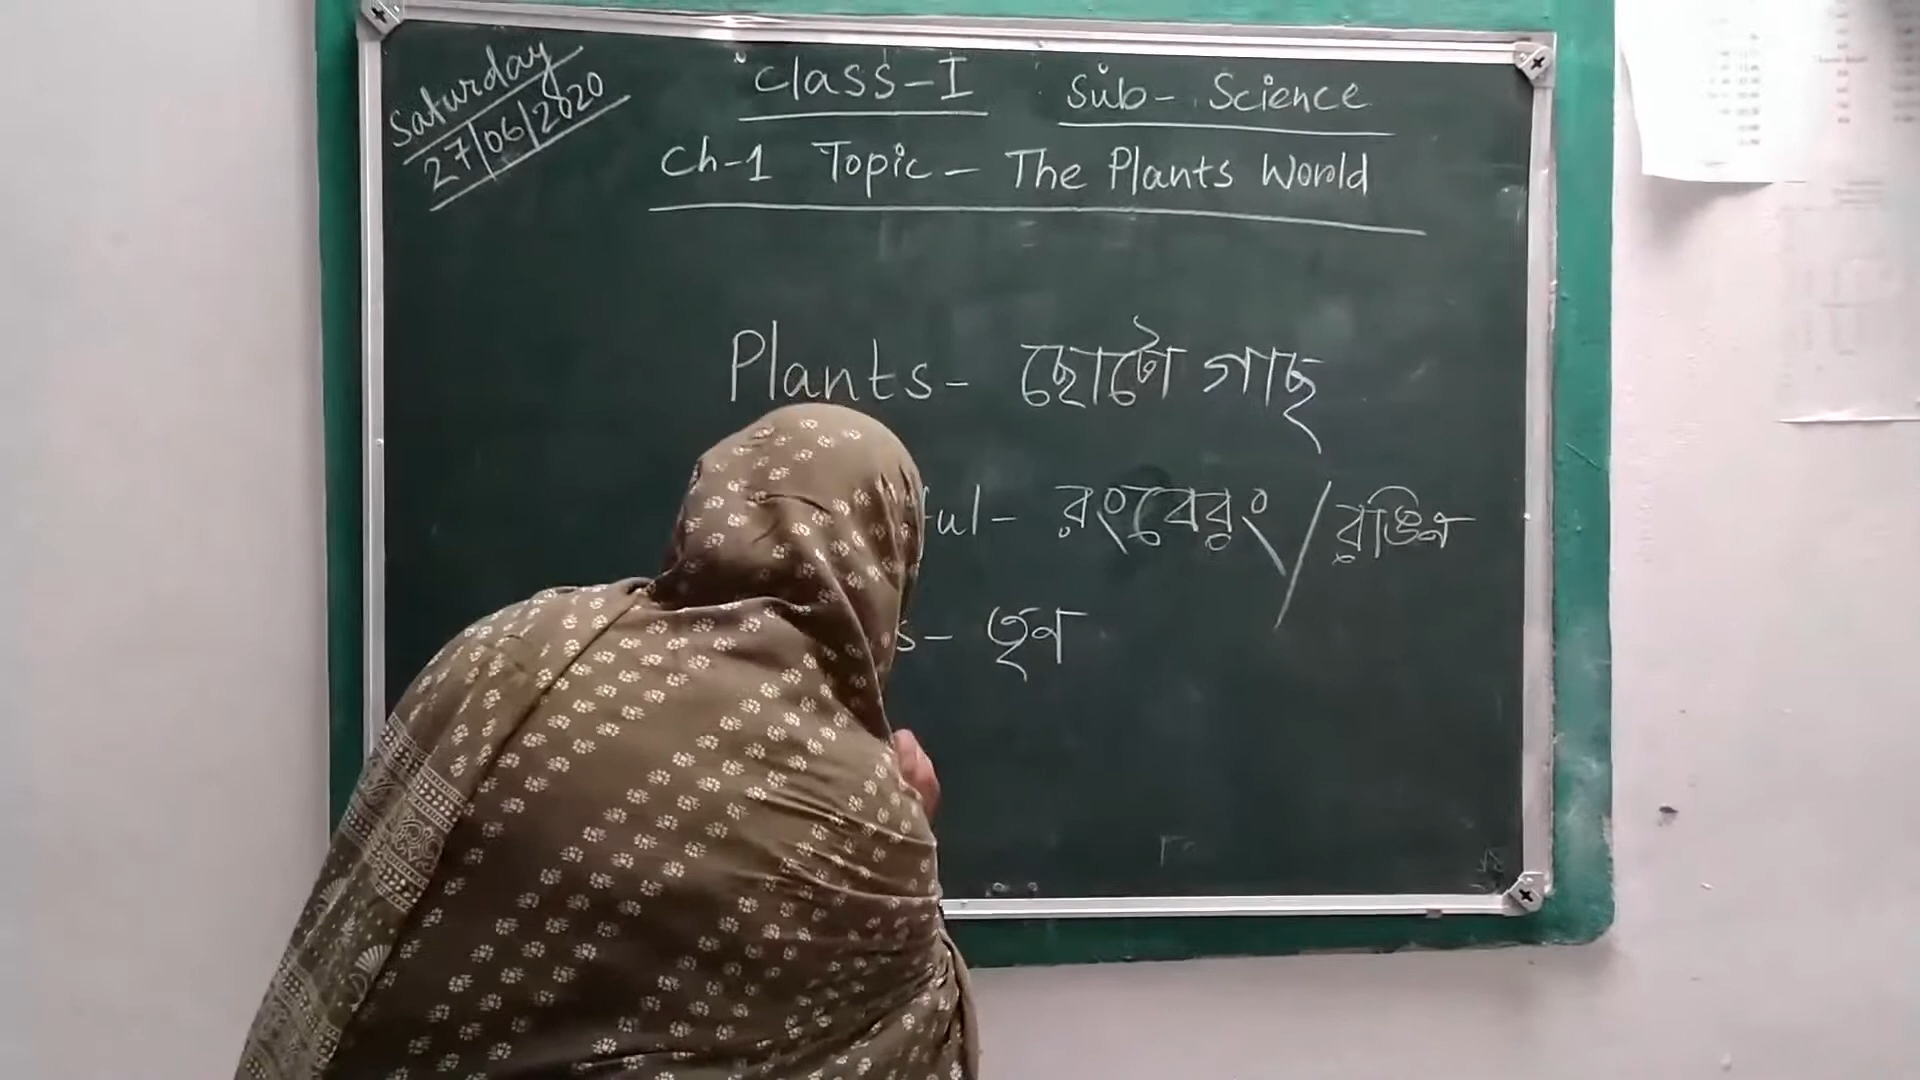 Saturday
27/06/2020
Class-I Sub- Science
Ch-1 Topic- The Plants World
Plants- ছোটো গাছ
ful- রংবেরং/রঙিন
s- তৃন